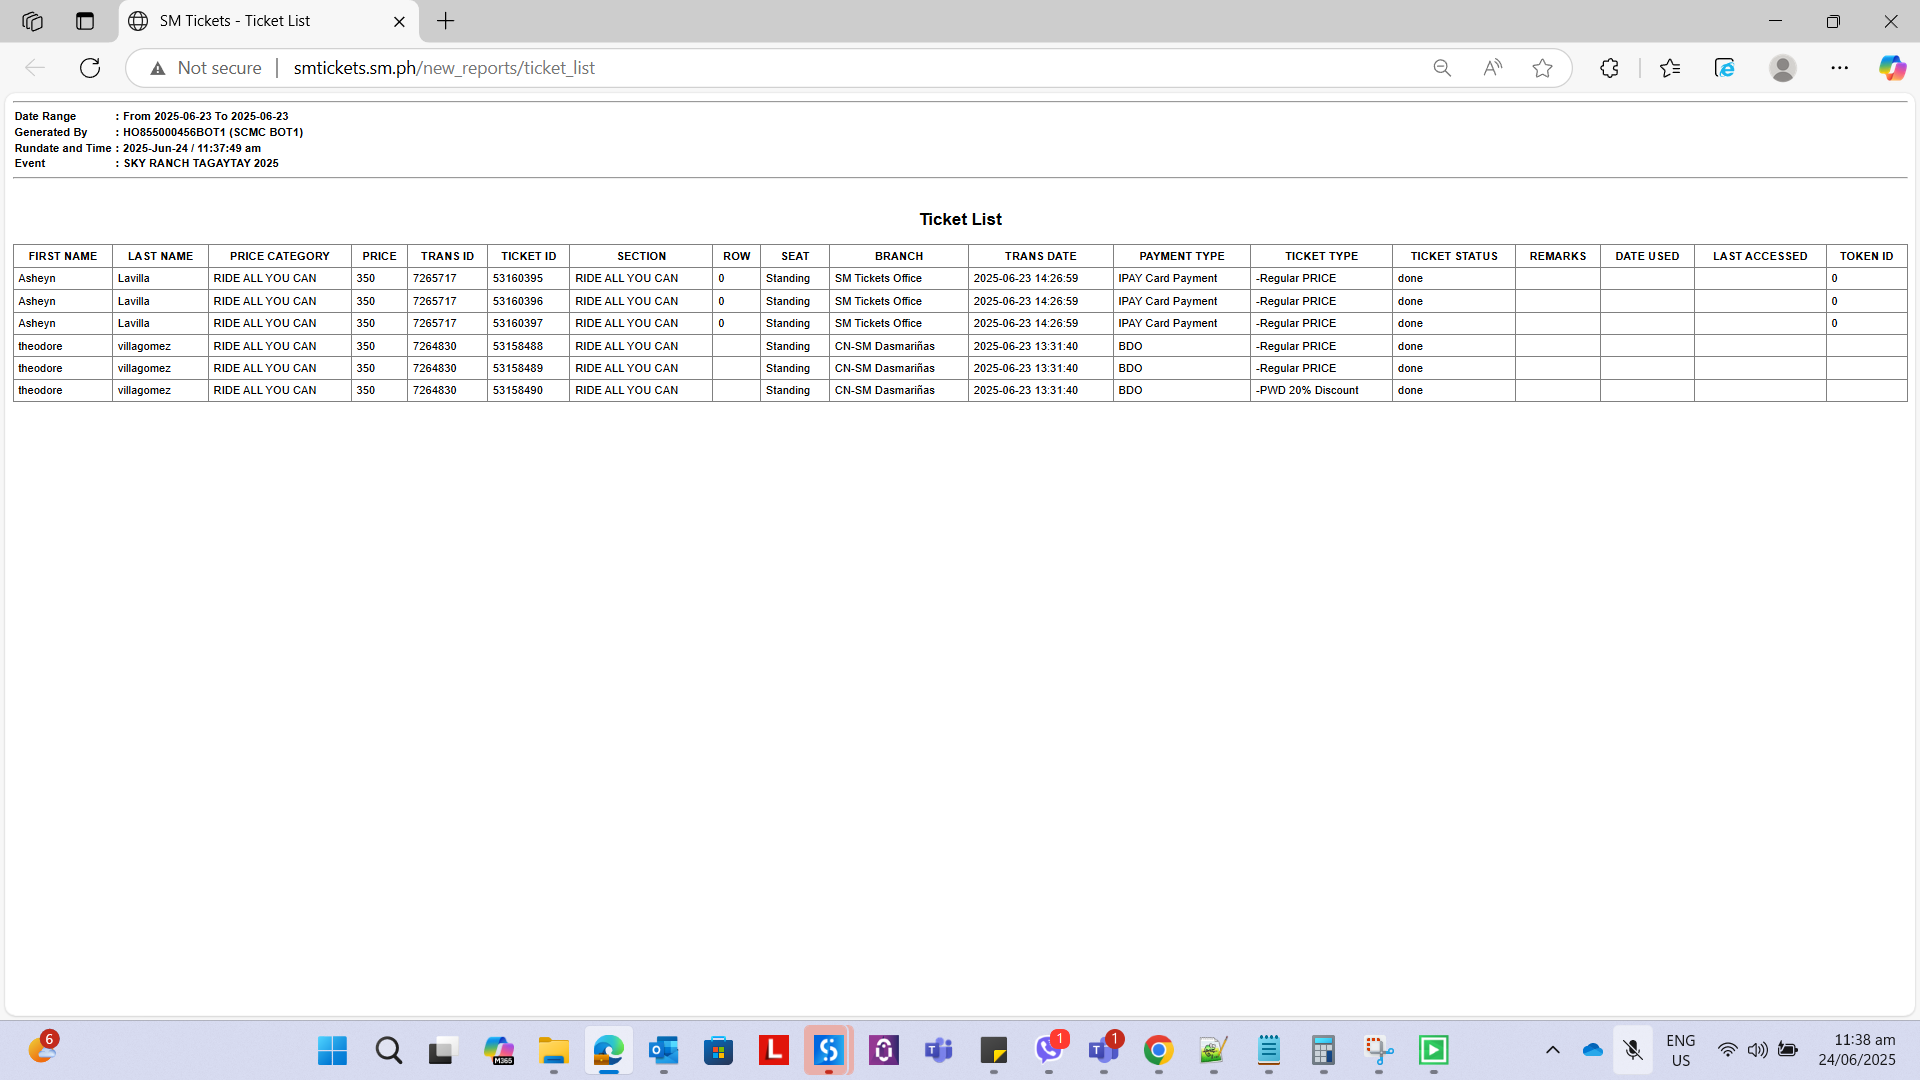 SM Tickets - Ticket List
Not secure | smtickets.sm.ph/new_reports/ticket_list
Date Range : From 2025-06-23 To 2025-06-23
Generated By : HO855000456BOT1 (SCMC BOT1)
Rundate and Time : 2025-Jun-24 / 11:37:49 am
Event : SKY RANCH TAGAYTAY 2025
Ticket List
FIRST NAME LAST NAME PRICE CATEGORY PRICE TRANS ID TICKET ID SECTION ROW SEAT BRANCH TRANS DATE PAYMENT TYPE TICKET TYPE TICKET STATUS REMARKS DATE USED LAST ACCESSED TOKEN ID
Asheyn Lavilla RIDE ALL YOU CAN 350 7265717 53160395 RIDE ALL YOU CAN 0 Standing SM Tickets Office 2025-06-23 14:26:59 IPAY Card Payment -Regular PRICE done 0
Asheyn Lavilla RIDE ALL YOU CAN 350 7265717 53160396 RIDE ALL YOU CAN 0 Standing SM Tickets Office 2025-06-23 14:26:59 IPAY Card Payment -Regular PRICE done 0
Asheyn Lavilla RIDE ALL YOU CAN 350 7265717 53160397 RIDE ALL YOU CAN 0 Standing SM Tickets Office 2025-06-23 14:26:59 IPAY Card Payment -Regular PRICE done 0
theodore villagomez RIDE ALL YOU CAN 350 7264830 53158488 RIDE ALL YOU CAN Standing CN-SM Dasmariñas 2025-06-23 13:31:40 BDO -Regular PRICE done
theodore villagomez RIDE ALL YOU CAN 350 7264830 53158489 RIDE ALL YOU CAN Standing CN-SM Dasmariñas 2025-06-23 13:31:40 BDO -Regular PRICE done
theodore villagomez RIDE ALL YOU CAN 350 7264830 53158490 RIDE ALL YOU CAN Standing CN-SM Dasmariñas 2025-06-23 13:31:40 BDO -PWD 20% Discount done
6 M365 L 1 1 ENG 11:38 am
US 24/06/2025